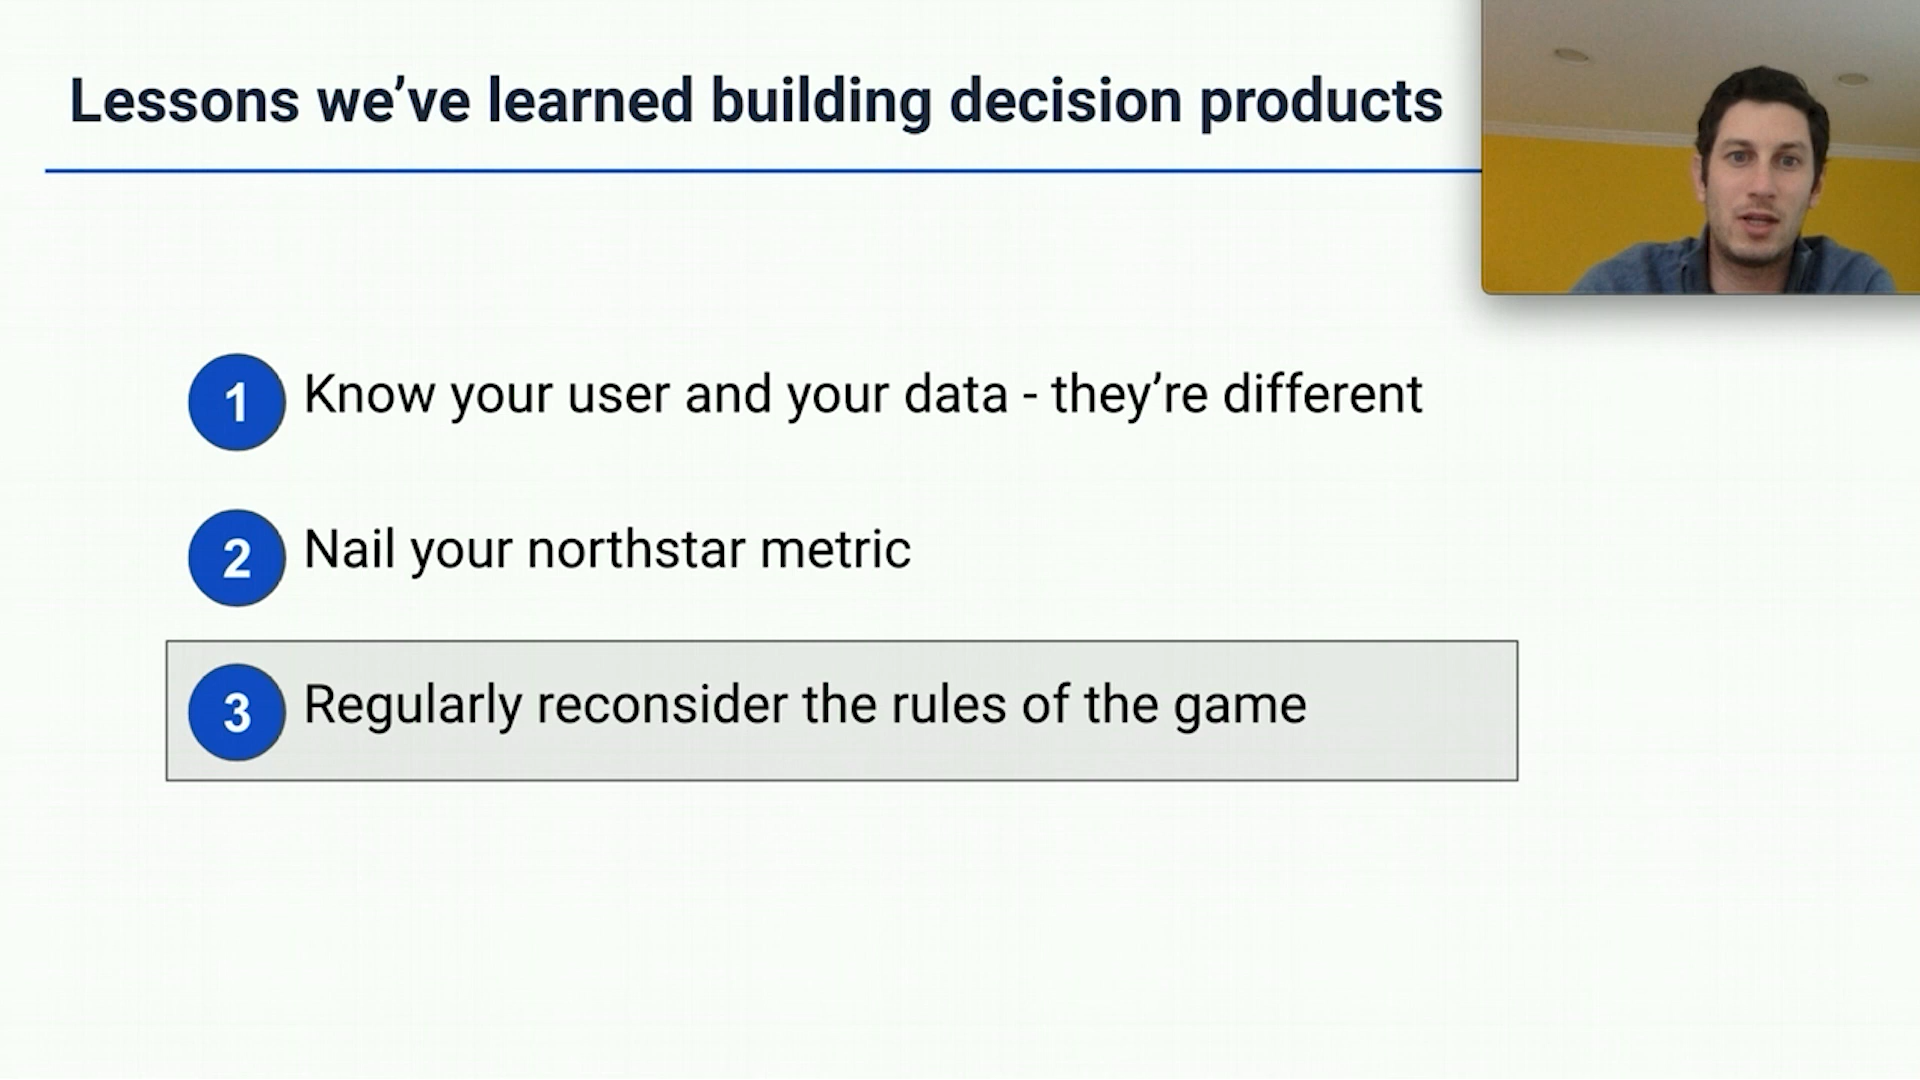 Lessons we’ve learned building decision products
1 Know your user and your data - they’re different
2 Nail your northstar metric
3 Regularly reconsider the rules of the game